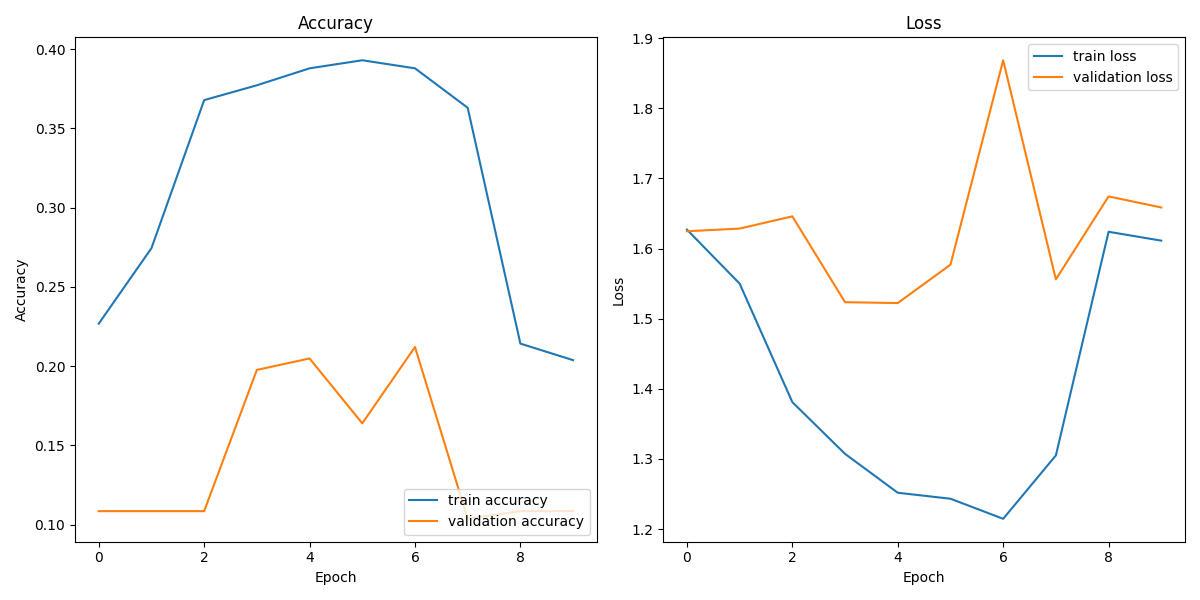 Accuracy
0.40
0.35
0.30
0.25
0.20
0.15
0.10
Accuracy
0 2 4 6 8
Epoch
train accuracy
validation accuracy
Loss
1.9
1.8
1.7
1.6
1.5
1.4
1.3
1.2
Loss
0 2 4 6 8
Epoch
train loss
validation loss